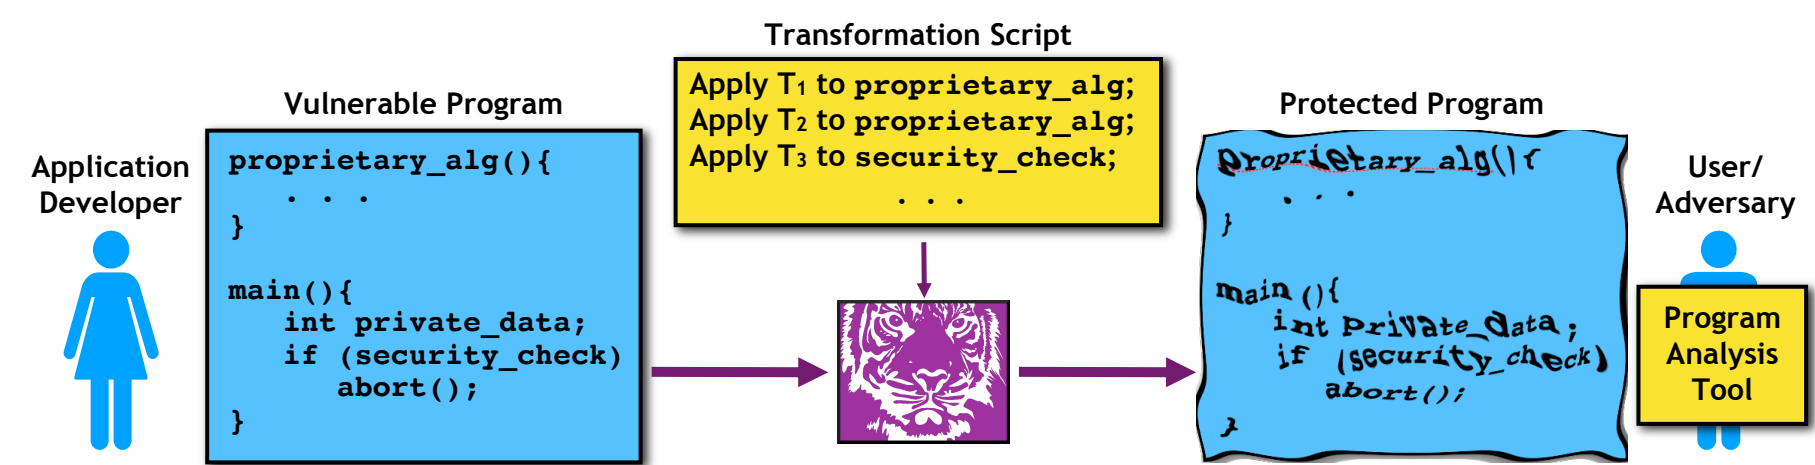 Transformation Script
Apply T₁ to proprietary_alg;
Apply T₂ to proprietary_alg;
Apply T₃ to security_check;
. . .
Vulnerable Program
Application
Developer
proprietary_alg(){
. . .
}
main(){
int private_data;
if (security_check)
abort();
}
Protected Program
proprietary_alg(){
. . .
}
main(){
int private_data;
if (security_check)
abort();
}
User/
Adversary
Program
Analysis
Tool